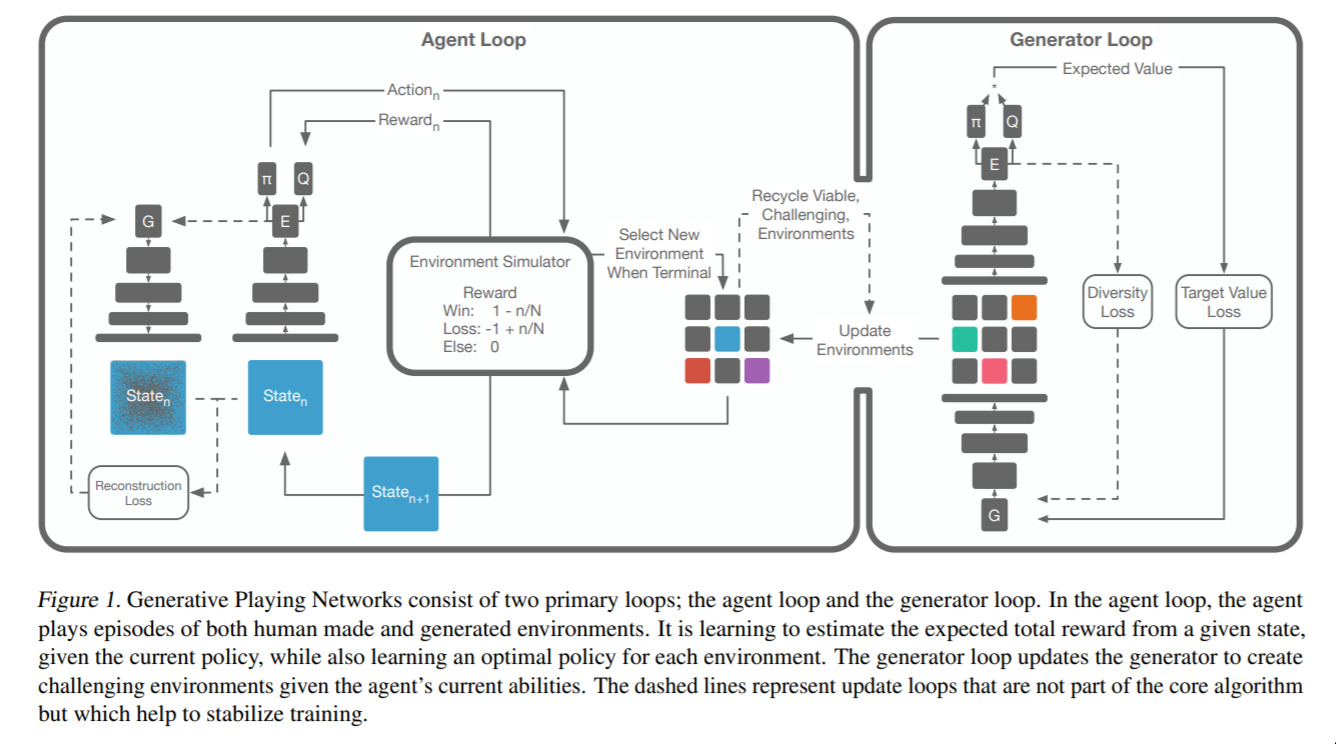 Agent Loop
Action n
Reward n
π
Q
G
E
State n
State n
Reconstruction
Loss
State n+1
Environment Simulator
Reward
Win: 1 - n/N
Loss: -1 + n/N
Else: 0
Select New
Environment
When Terminal
Recycle Viable,
Challenging,
Environments
Update
Environments
Generator Loop
Expected Value
*
π
Q
E
Diversity
Loss
Target Value
Loss
G
Figure 1. Generative Playing Networks consist of two primary loops; the agent loop and the generator loop. In the agent loop, the agent
plays episodes of both human made and generated environments. It is learning to estimate the expected total reward from a given state,
given the current policy, while also learning an optimal policy for each environment. The generator loop updates the generator to create
challenging environments given the agent's current abilities. The dashed lines represent update loops that are not part of the core algorithm
but which help to stabilize training.